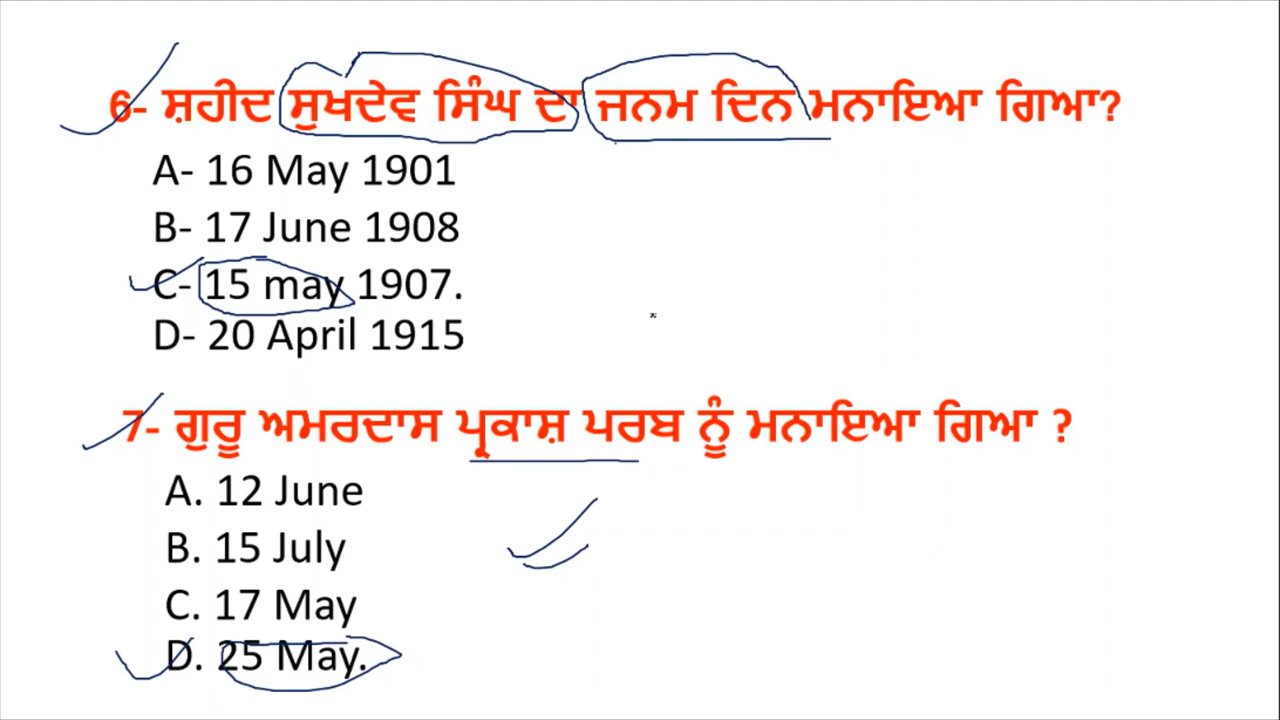 6- ਸ਼ਹੀਦ ਸੁਖਦੇਵ ਸਿੰਘ ਦਾ ਜਨਮ ਦਿਨ ਮਨਾਇਆ ਗਿਆ?
A- 16 May 1901
B- 17 June 1908
C- 15 may 1907.
D- 20 April 1915
7- ਗੁਰੂ ਅਮਰਦਾਸ ਪ੍ਰਕਾਸ਼ ਪਰਬ ਨੂੰ ਮਨਾਇਆ ਗਿਆ ?
A. 12 June
B. 15 July
C. 17 May
D. 25 May.